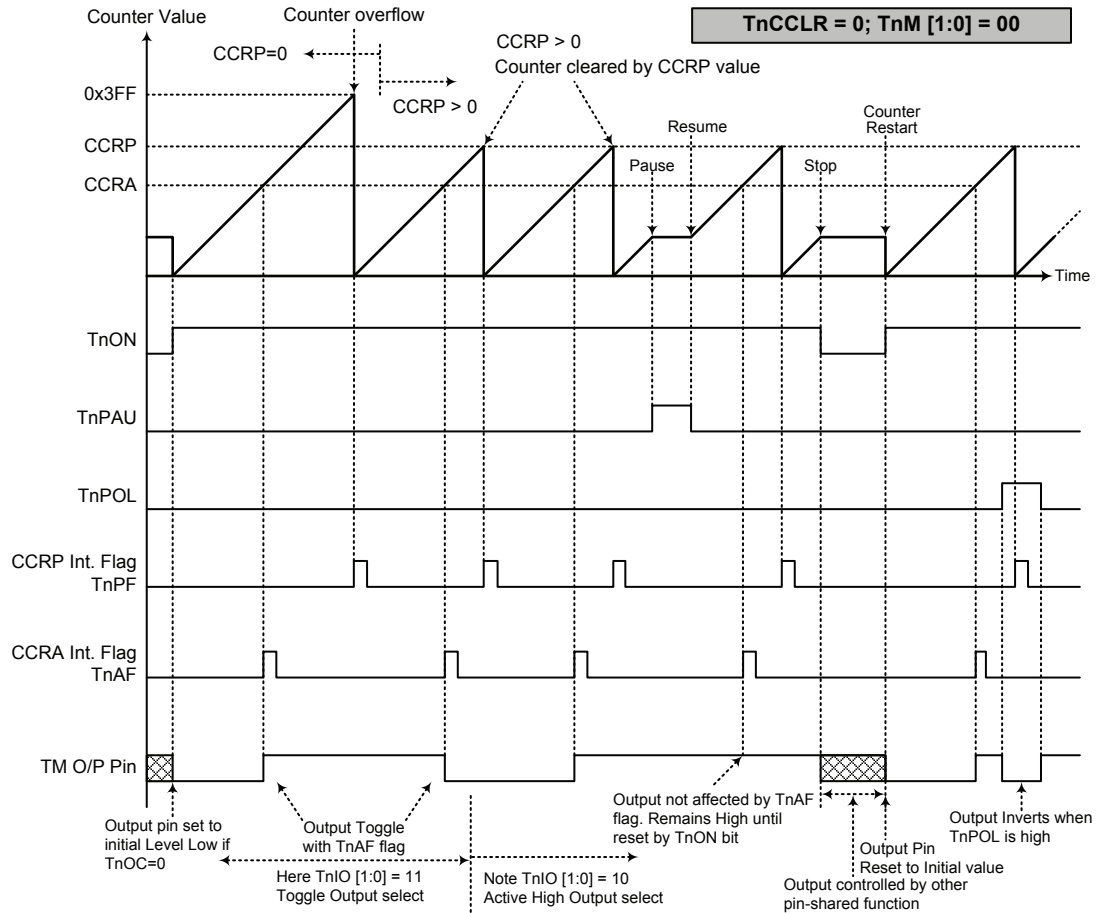 Counter Value
Counter overflow
TnCCLR = 0; TnM [1:0] = 00
CCRP=0
CCRP > 0
CCRP > 0
Counter cleared by CCRP value
0x3FF
CCRP
CCRA
Pause
Resume
Stop
Counter
Restart
Time
TnON
TnPAU
TnPOL
CCRP Int. Flag
TnPF
CCRA Int. Flag
TnAF
TM O/P Pin
Output pin set to
initial Level Low if
TnOC=0
Output Toggle
with TnAF flag
Here TnIO [1:0] = 11
Toggle Output select
Note TnIO [1:0] = 10
Active High Output select
Output not affected by TnAF
flag. Remains High until
reset by TnON bit
Output Pin
Reset to Initial value
Output controlled by other
pin-shared function
Output Inverts when
TnPOL is high